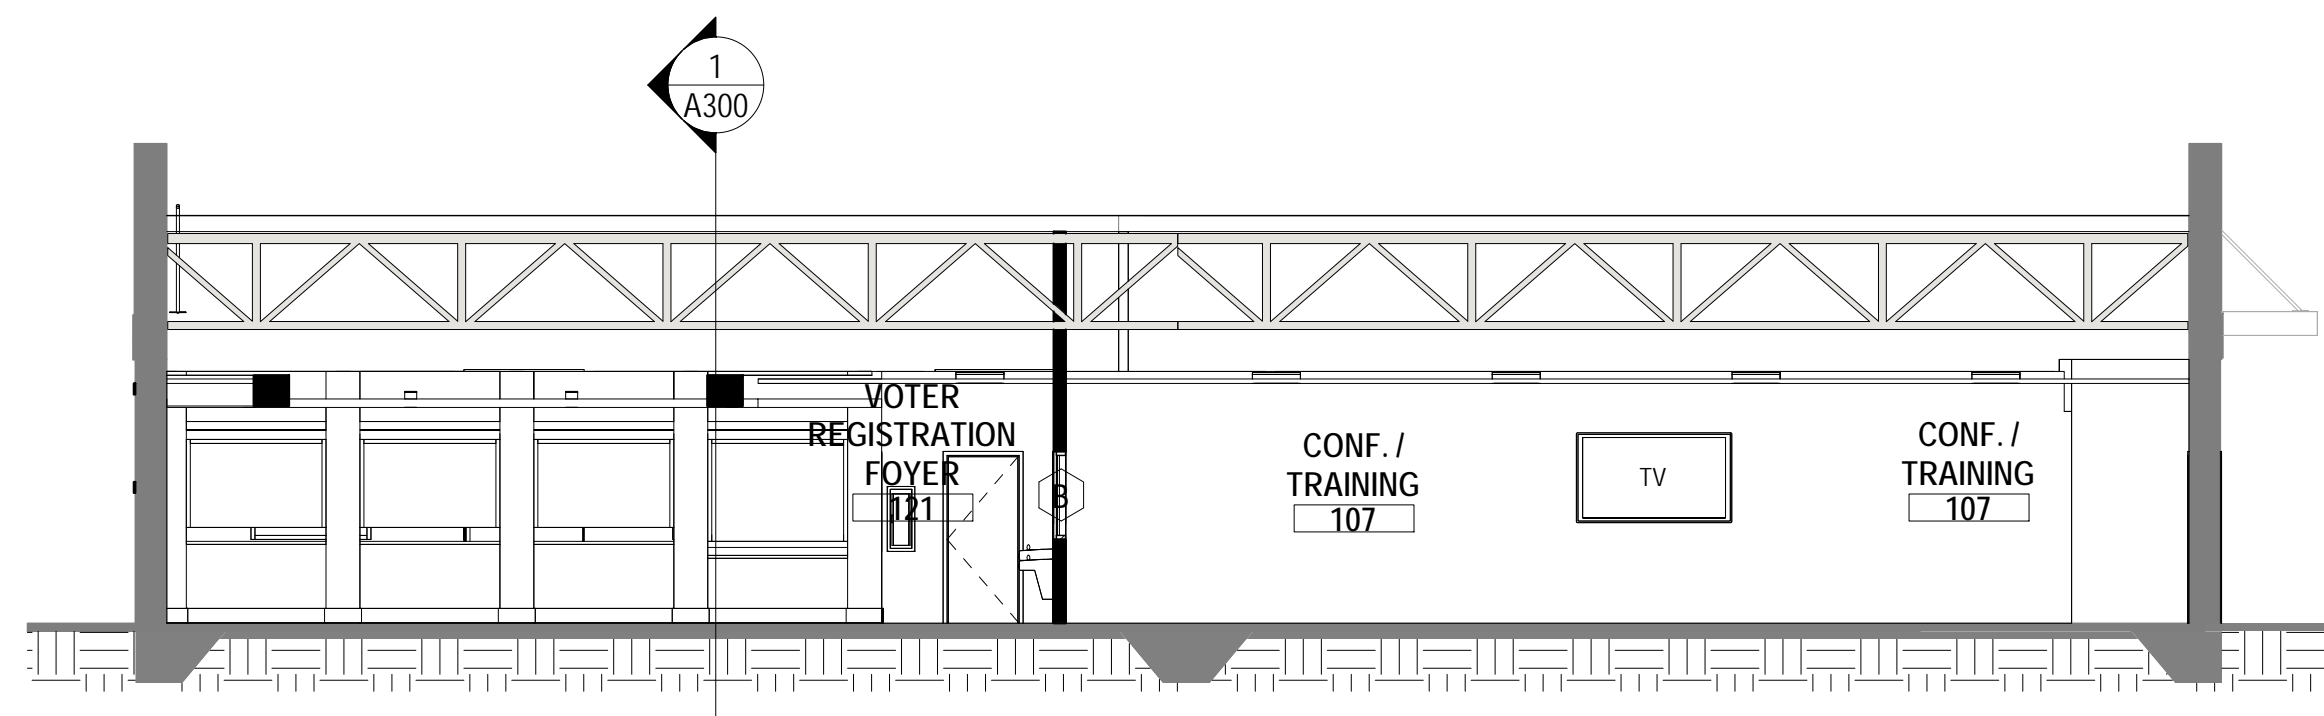 1
A300
VOTER
REGISTRATION
FOYER
121
B
CONF. /
TRAINING
107
TV
CONF. /
TRAINING
107